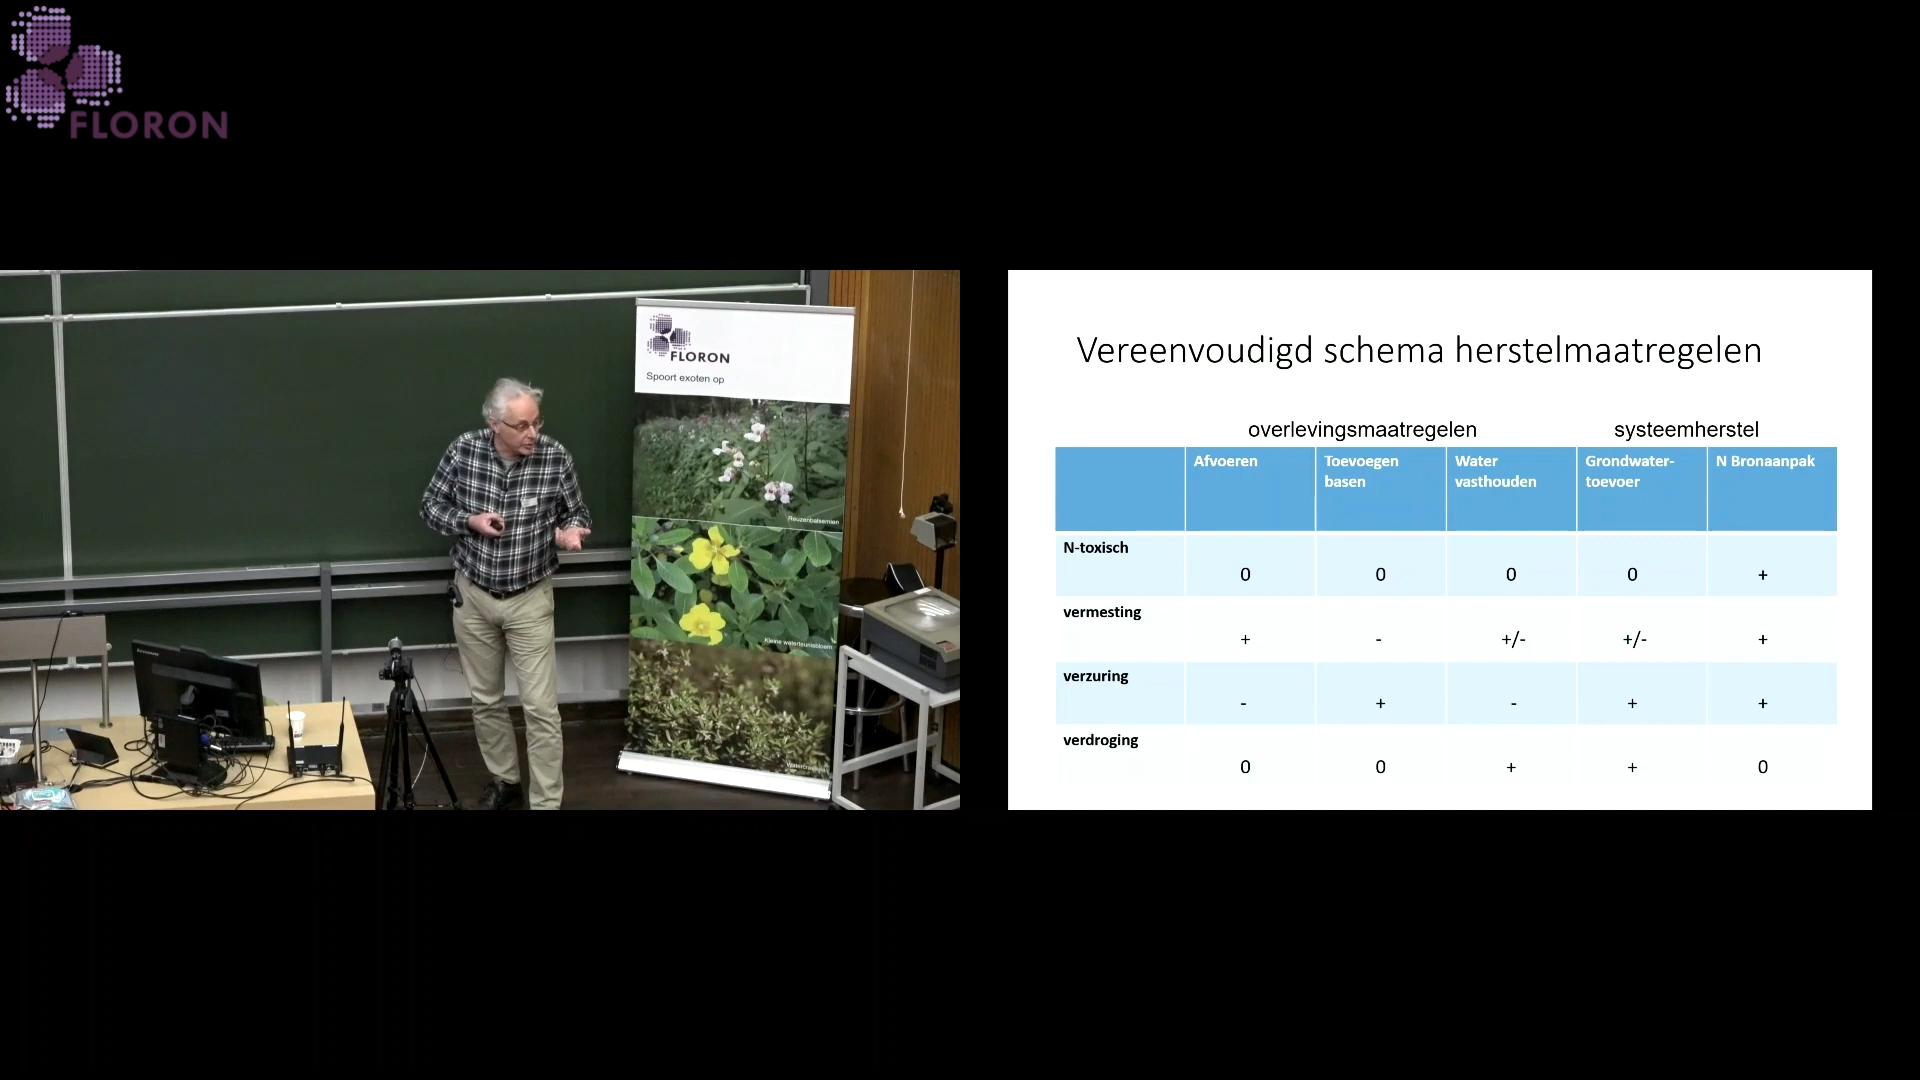 FLORON
FLORON
Spoort exoten op
Reuzenbalsemien
Kleine waterteunisbloem
Vereenvoudigd schema herstelmaatregelen
overlevingsmaatregelen systeemherstel
Afvoeren Toevoegen basen Water vasthouden Grondwater-toevoer N Bronaanpak
N-toxisch 0 0 0 0 +
vermesting + - +/- +/- +
verzuring - + - + +
verdroging 0 0 + + 0